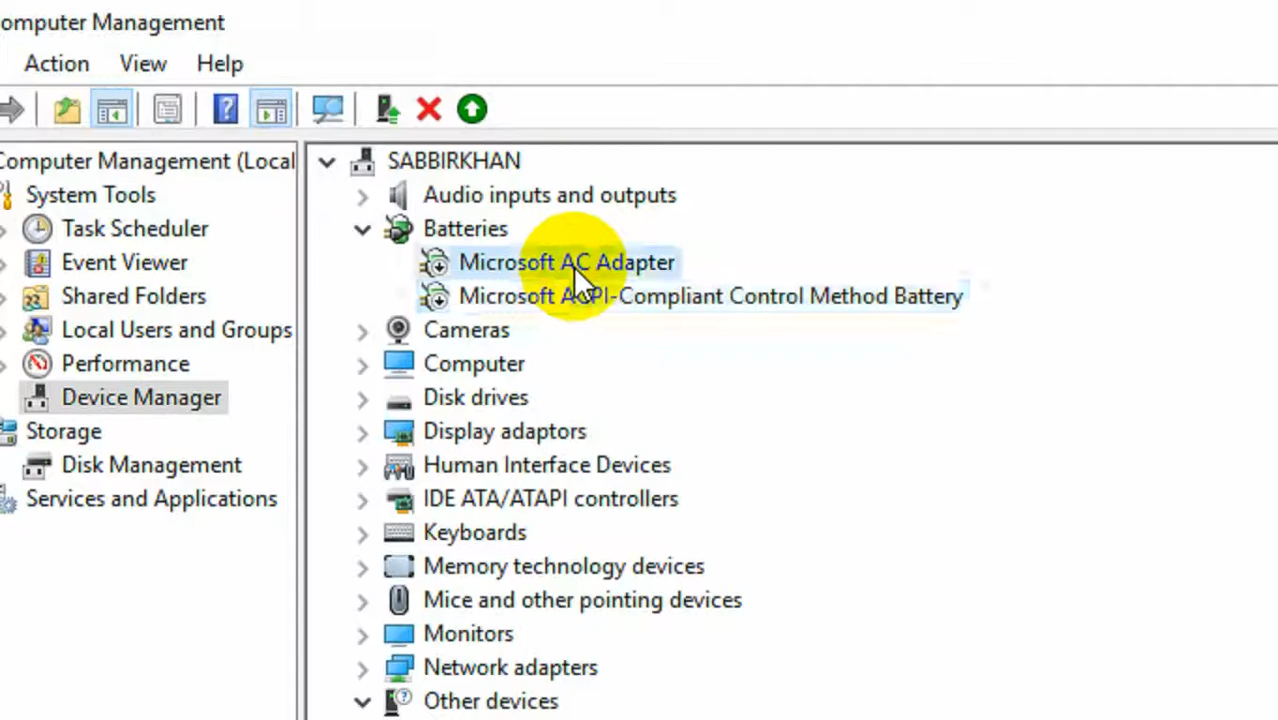 omputer Management
Action View Help
omputer Management (Local
System Tools
Task Scheduler
Event Viewer
Shared Folders
Local Users and Groups
Performance
Device Manager
Storage
Disk Management
Services and Applications
SABBIRKHAN
Audio inputs and outputs
Batteries
Microsoft AC Adapter
Microsoft ACPI-Compliant Control Method Battery
Cameras
Computer
Disk drives
Display adaptors
Human Interface Devices
IDE ATA/ATAPI controllers
Keyboards
Memory technology devices
Mice and other pointing devices
Monitors
Network adapters
Other devices